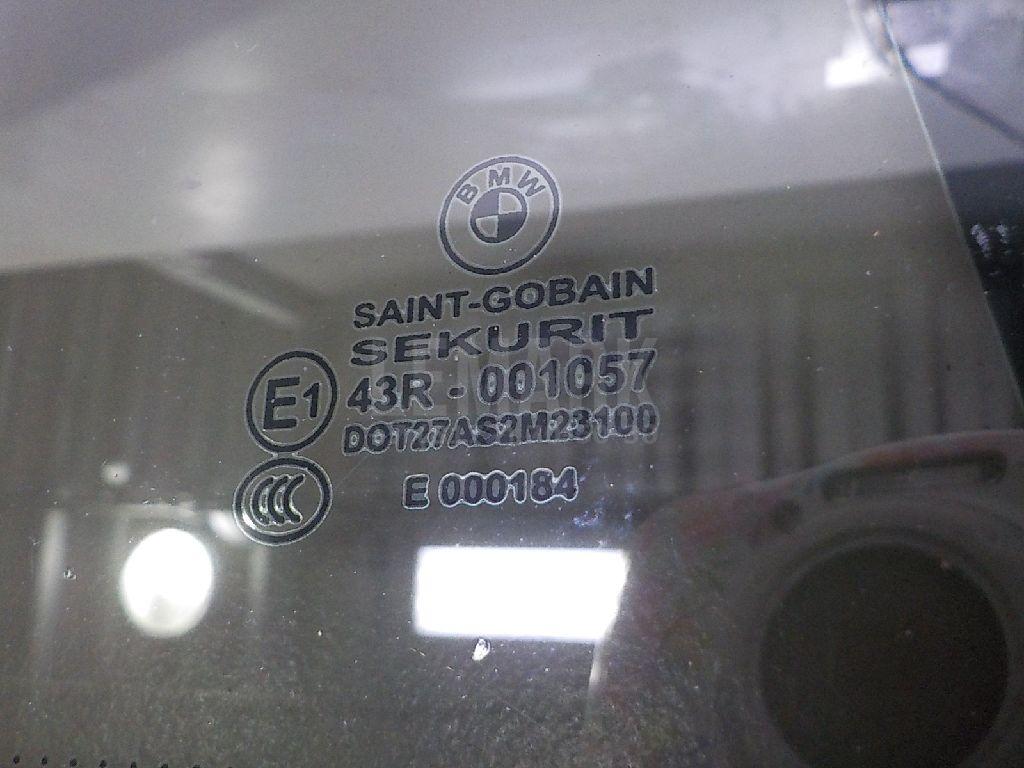 BMW
SAINT-GOBAIN
SEKURIT
E1
43R - 001057
DOT27AS2M23100
CCC
E 000184